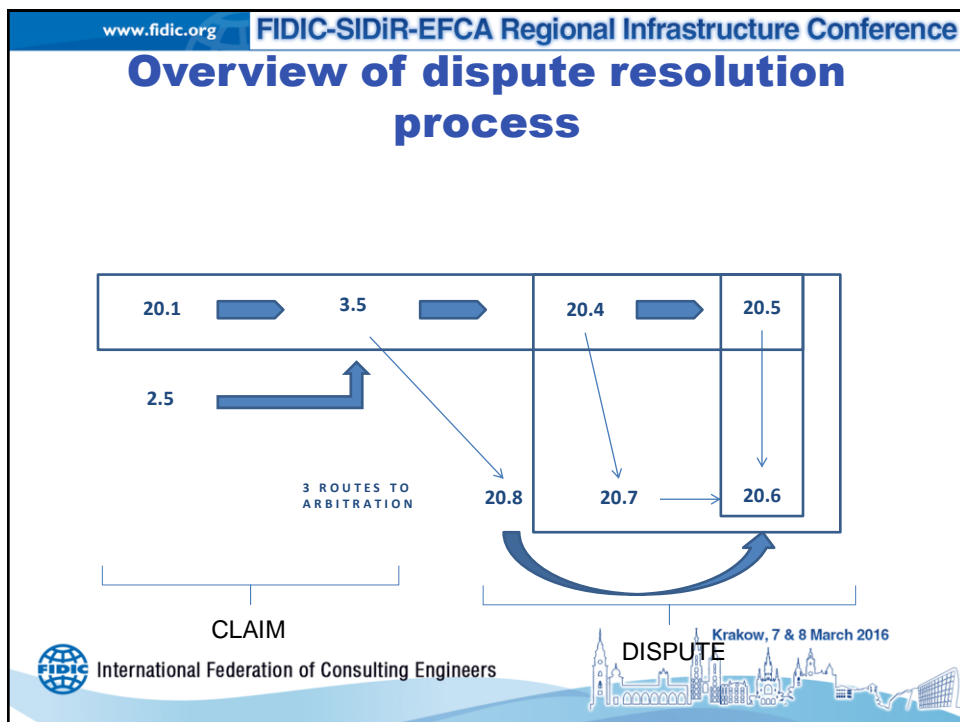 www.fidic.org FIDIC-SIDiR-EFCA Regional Infrastructure Conference
Overview of dispute resolution
process
20.1 3.5 20.4 20.5
2.5
3 ROUTES TO
ARBITRATION
20.8 20.7 20.6
CLAIM
DISPUTE
Krakow, 7 & 8 March 2016
FIDIC International Federation of Consulting Engineers